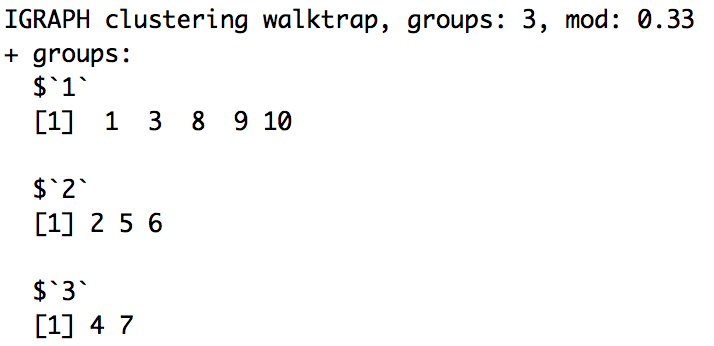 IGRAPH clustering walktrap, groups: 3, mod: 0.33
+ groups:
  $`1`
  [1]  1  3  8  9 10

  $`2`
  [1] 2 5 6

  $`3`
  [1] 4 7